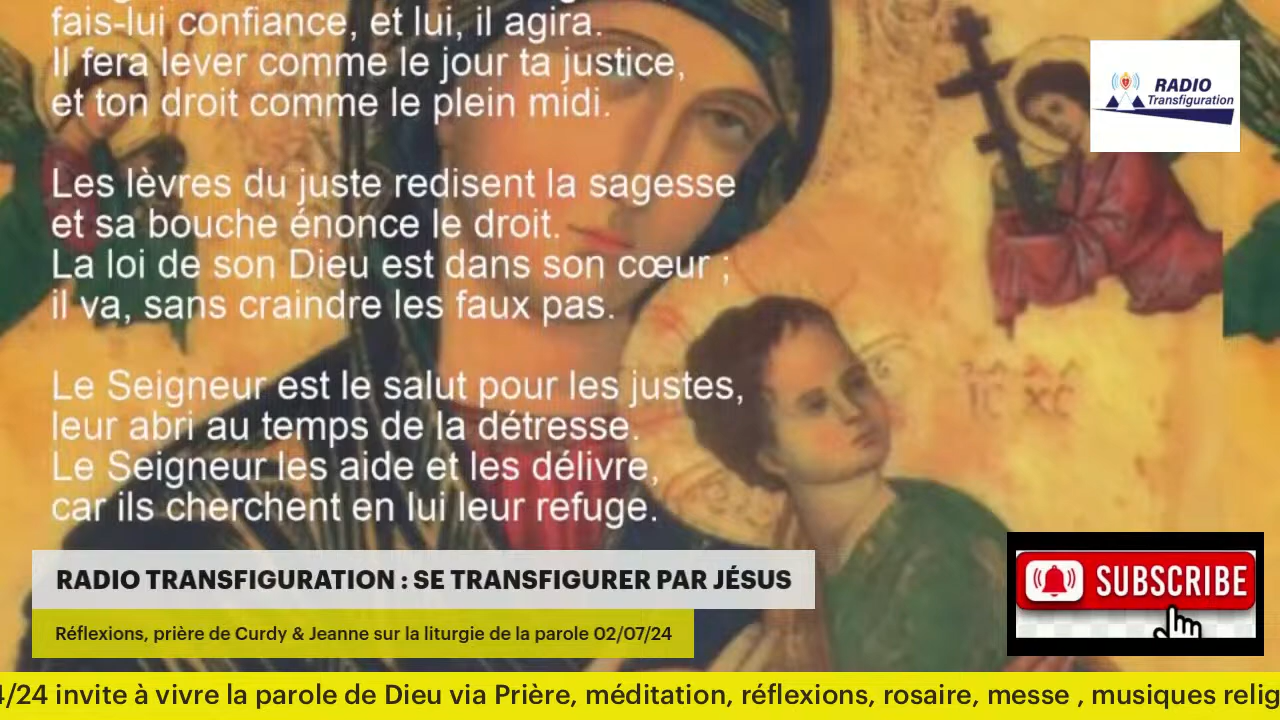 fais-lui confiance, et lui, il agira.
Il fera lever comme le jour ta justice,
et ton droit comme le plein midi.
Les lèvres du juste redisent la sagesse
et sa bouche énonce le droit.
La loi de son Dieu est dans son cœur ;
il va, sans craindre les faux pas.
Le Seigneur est le salut pour les justes,
leur abri au temps de la détresse.
Le Seigneur les aide et les délivre,
car ils cherchent en lui leur refuge.
RADIO
Transfiguration
IC XC
SUBSCRIBE
RADIO TRANSFIGURATION : SE TRANSFIGURER PAR JÉSUS
Réflexions, prière de Curdy & Jeanne sur la liturgie de la parole 02/07/24
4/24 invite à vivre la parole de Dieu via Prière, méditation, réflexions, rosaire, messe , musiques relig